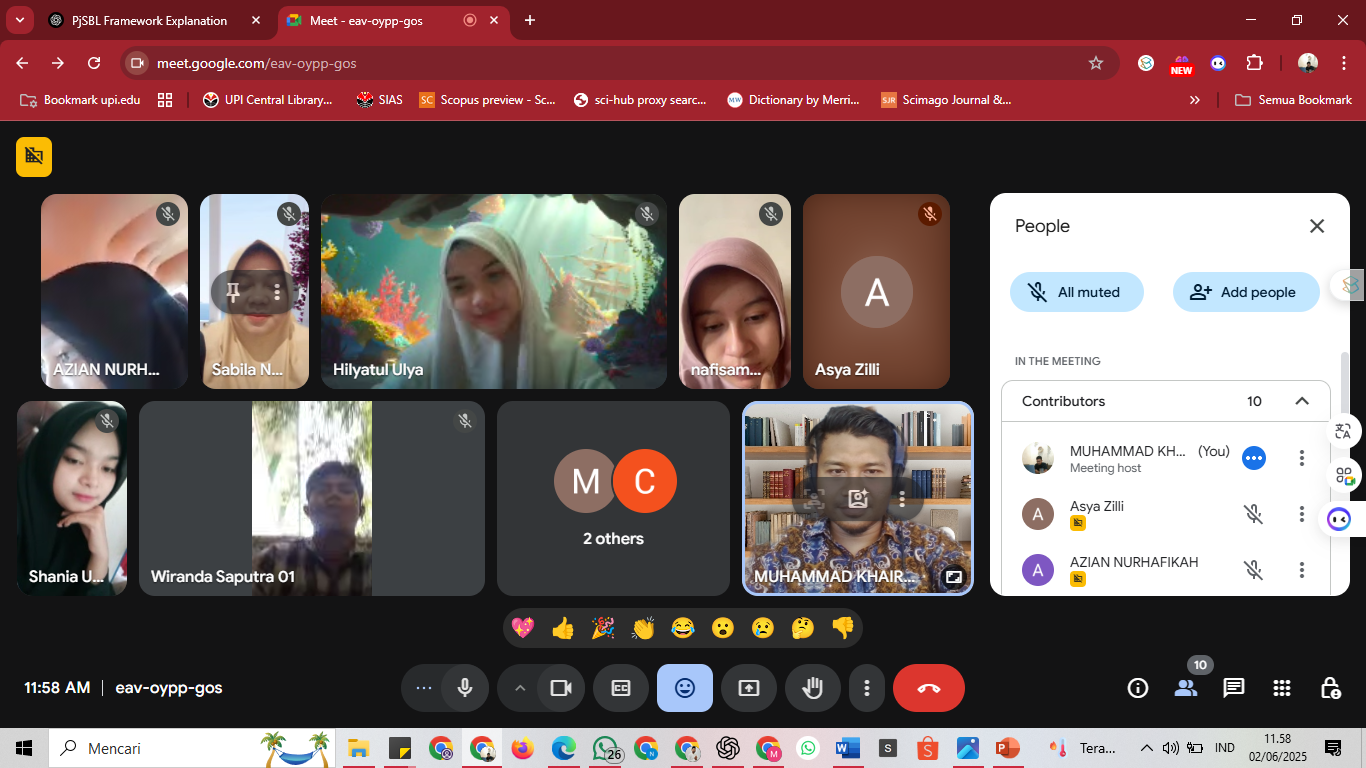 PjSBL Framework Explanation
Meet - eav-oypp-gos
meet.google.com/eav-oypp-gos
NEW
Bookmark upi.edu
UPI Central Library...
SIAS
SC Scopus preview - Sc...
sci-hub proxy searc...
MW Dictionary by Merri...
SJR Scimago Journal &...
Semua Bookmark
AZIAN NURH...
Sabila N...
Hilyatul Ulya
nafisam...
A
Asya Zilli
Shania U...
Wiranda Saputra 01
M C
2 others
MUHAMMAD KHAIR...
People
All muted
Add people
IN THE MEETING
Contributors 10
MUHAMMAD KH... (You)
Meeting host
A Asya Zilli
A AZIAN NURHAFIKAH
11:58 AM | eav-oypp-gos
CC
10
Mencari
26
N
M
W
S
S
P
Tera...
IND
11.58
02/06/2025